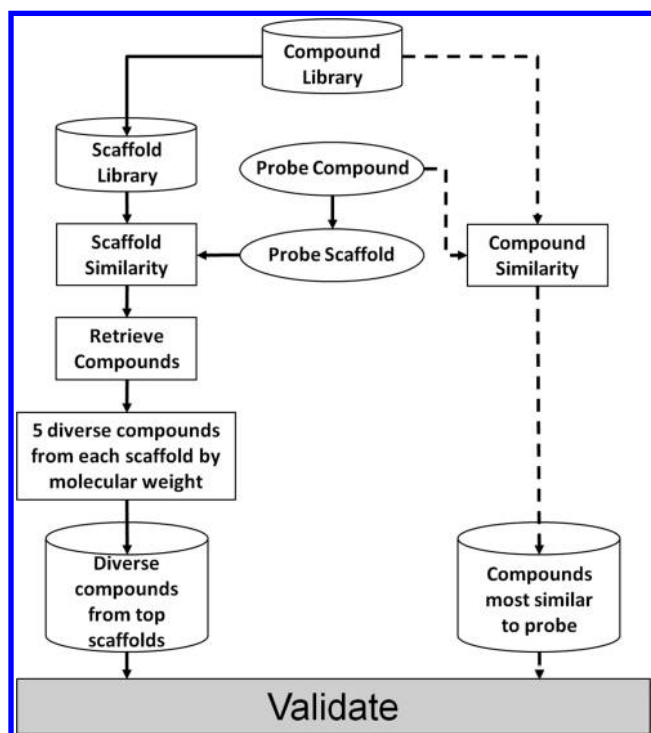 Compound
Library
Scaffold
Library
Probe Compound
Scaffold
Similarity
Probe Scaffold
Compound
Similarity
Retrieve
Compounds
5 diverse compounds
from each scaffold by
molecular weight
Diverse
compounds
from top
scaffolds
Compounds
most similar
to probe
Validate